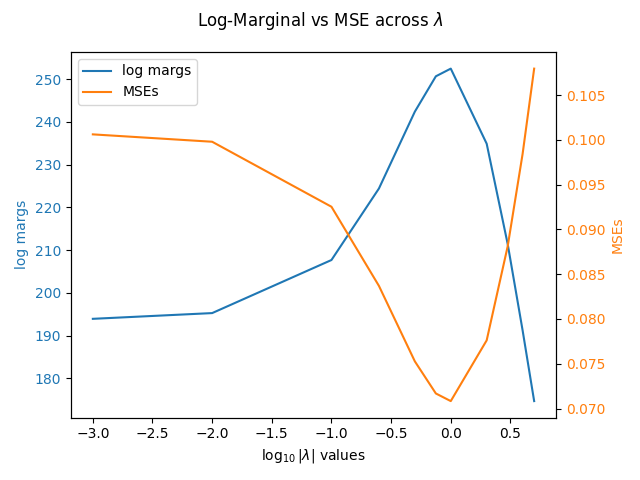 Log-Marginal vs MSE across λ
log margs
MSEs
250
240
230
220
210
200
190
180
log margs
0.105
0.100
0.095
0.090
0.085
0.080
0.075
0.070
MSEs
−3.0 −2.5 −2.0 −1.5 −1.0 −0.5 0.0 0.5
log₁₀|λ| values